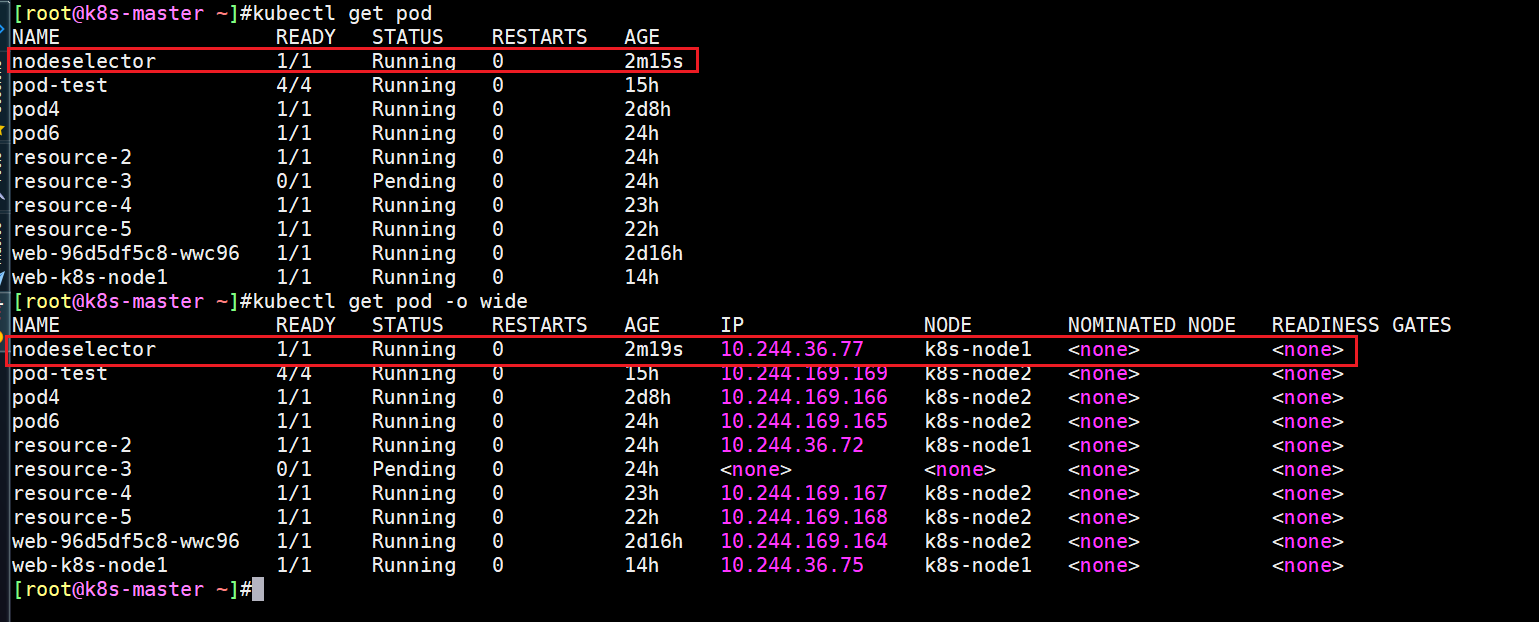 [root@k8s-master ~]#kubectl get pod
NAME                  READY   STATUS    RESTARTS   AGE
nodeselector          1/1     Running   0          2m15s
pod-test              4/4     Running   0          15h
pod4                  1/1     Running   0          2d8h
pod6                  1/1     Running   0          24h
resource-2            1/1     Running   0          24h
resource-3            0/1     Pending   0          24h
resource-4            1/1     Running   0          23h
resource-5            1/1     Running   0          22h
web-96d5df5c8-wwc96   1/1     Running   0          2d16h
web-k8s-node1         1/1     Running   0          14h
[root@k8s-master ~]#kubectl get pod -o wide
NAME                  READY   STATUS    RESTARTS   AGE     IP               NODE        NOMINATED NODE   READINESS GATES
nodeselector          1/1     Running   0          2m19s   10.244.36.77     k8s-node1   <none>           <none>
pod-test              4/4     Running   0          15h     10.244.169.169   k8s-node2   <none>           <none>
pod4                  1/1     Running   0          2d8h    10.244.169.166   k8s-node2   <none>           <none>
pod6                  1/1     Running   0          24h     10.244.169.165   k8s-node2   <none>           <none>
resource-2            1/1     Running   0          24h     10.244.36.72     k8s-node1   <none>           <none>
resource-3            0/1     Pending   0          24h     <none>           <none>      <none>           <none>
resource-4            1/1     Running   0          23h     10.244.169.167   k8s-node2   <none>           <none>
resource-5            1/1     Running   0          22h     10.244.169.168   k8s-node2   <none>           <none>
web-96d5df5c8-wwc96   1/1     Running   0          2d16h   10.244.169.164   k8s-node2   <none>           <none>
web-k8s-node1         1/1     Running   0          14h     10.244.36.75     k8s-node1   <none>           <none>
[root@k8s-master ~]#